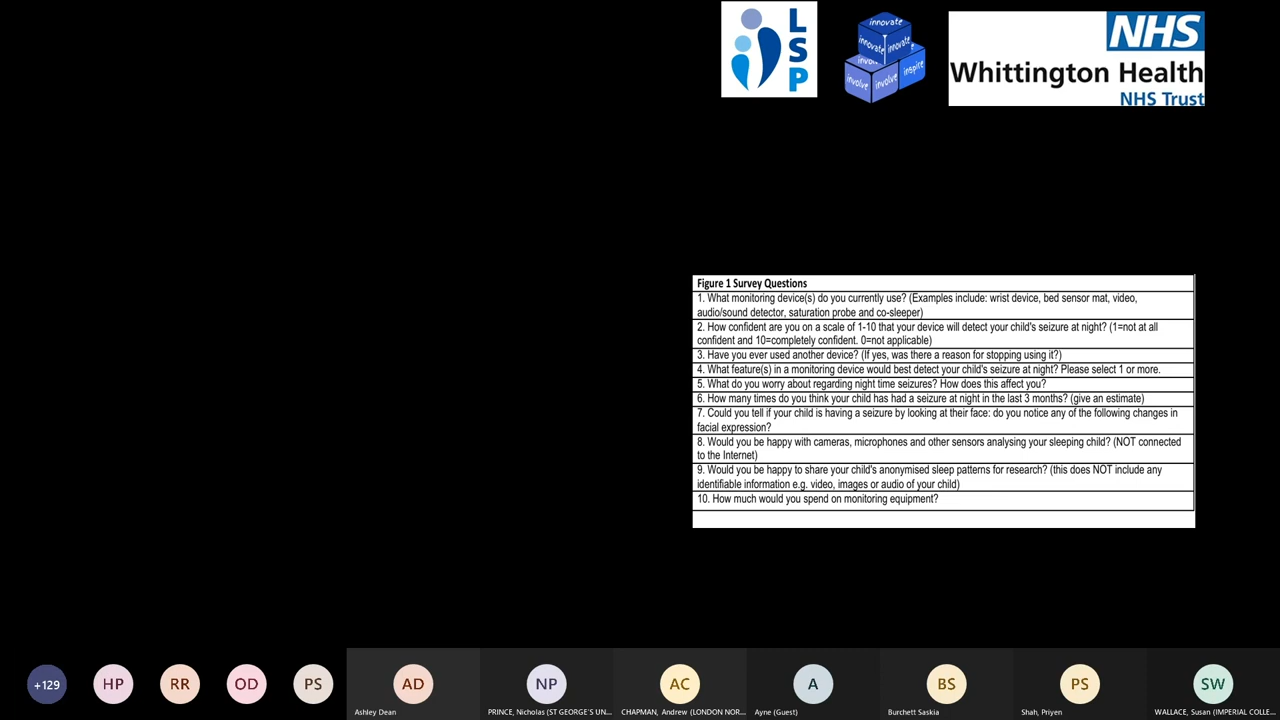 L
S
P
innovate
innovate
innovate
involve
involve
involve
inspire
NHS
Whittington Health
NHS Trust
Figure 1 Survey Questions
1. What monitoring device(s) do you currently use? (Examples include: wrist device, bed sensor mat, video,
audio/sound detector, saturation probe and co-sleeper)
2. How confident are you on a scale of 1-10 that your device will detect your child's seizure at night? (1=not at all
confident and 10=completely confident. 0=not applicable)
3. Have you ever used another device? (If yes, was there a reason for stopping using it?)
4. What feature(s) in a monitoring device would best detect your child's seizure at night? Please select 1 or more.
5. What do you worry about regarding night time seizures? How does this affect you?
6. How many times do you think your child has had a seizure at night in the last 3 months? (give an estimate)
7. Could you tell if your child is having a seizure by looking at their face: do you notice any of the following changes in
facial expression?
8. Would you be happy with cameras, microphones and other sensors analysing your sleeping child? (NOT connected
to the Internet)
9. Would you be happy to share your child's anonymised sleep patterns for research? (this does NOT include any
identifiable information e.g. video, images or audio of your child)
10. How much would you spend on monitoring equipment?
+129
HP
RR
OD
PS
AD
NP
AC
A
BS
PS
SW
Ashley Dean
PRINCE, Nicholas (ST GEORGE'S UN...
CHAPMAN, Andrew (LONDON NOR...
Ayne (Guest)
Burchett Saskia
Shah, Priyen
WALLACE, Susan (IMPERIAL COLLE...